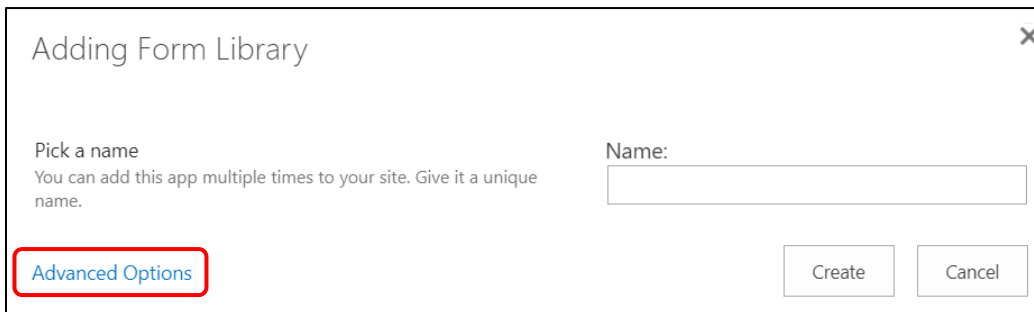 Adding Form Library
Pick a name
You can add this app multiple times to your site. Give it a unique
name.
Name:
Advanced Options
Create
Cancel